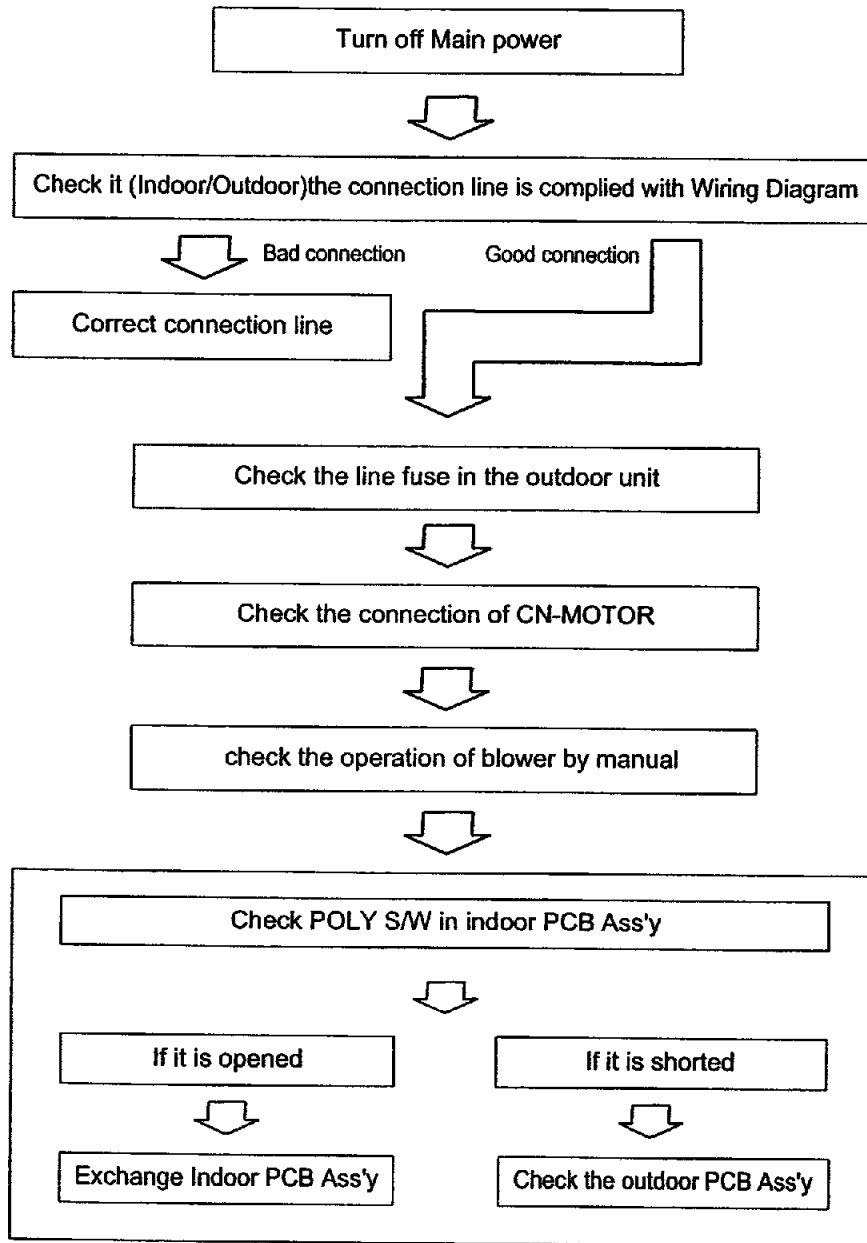 Turn off Main power
Check it (Indoor/Outdoor)the connection line is complied with Wiring Diagram
Bad connection
Good connection
Correct connection line
Check the line fuse in the outdoor unit
Check the connection of CN-MOTOR
check the operation of blower by manual
Check POLY S/W in indoor PCB Ass'y
If it is opened
If it is shorted
Exchange Indoor PCB Ass'y
Check the outdoor PCB Ass'y